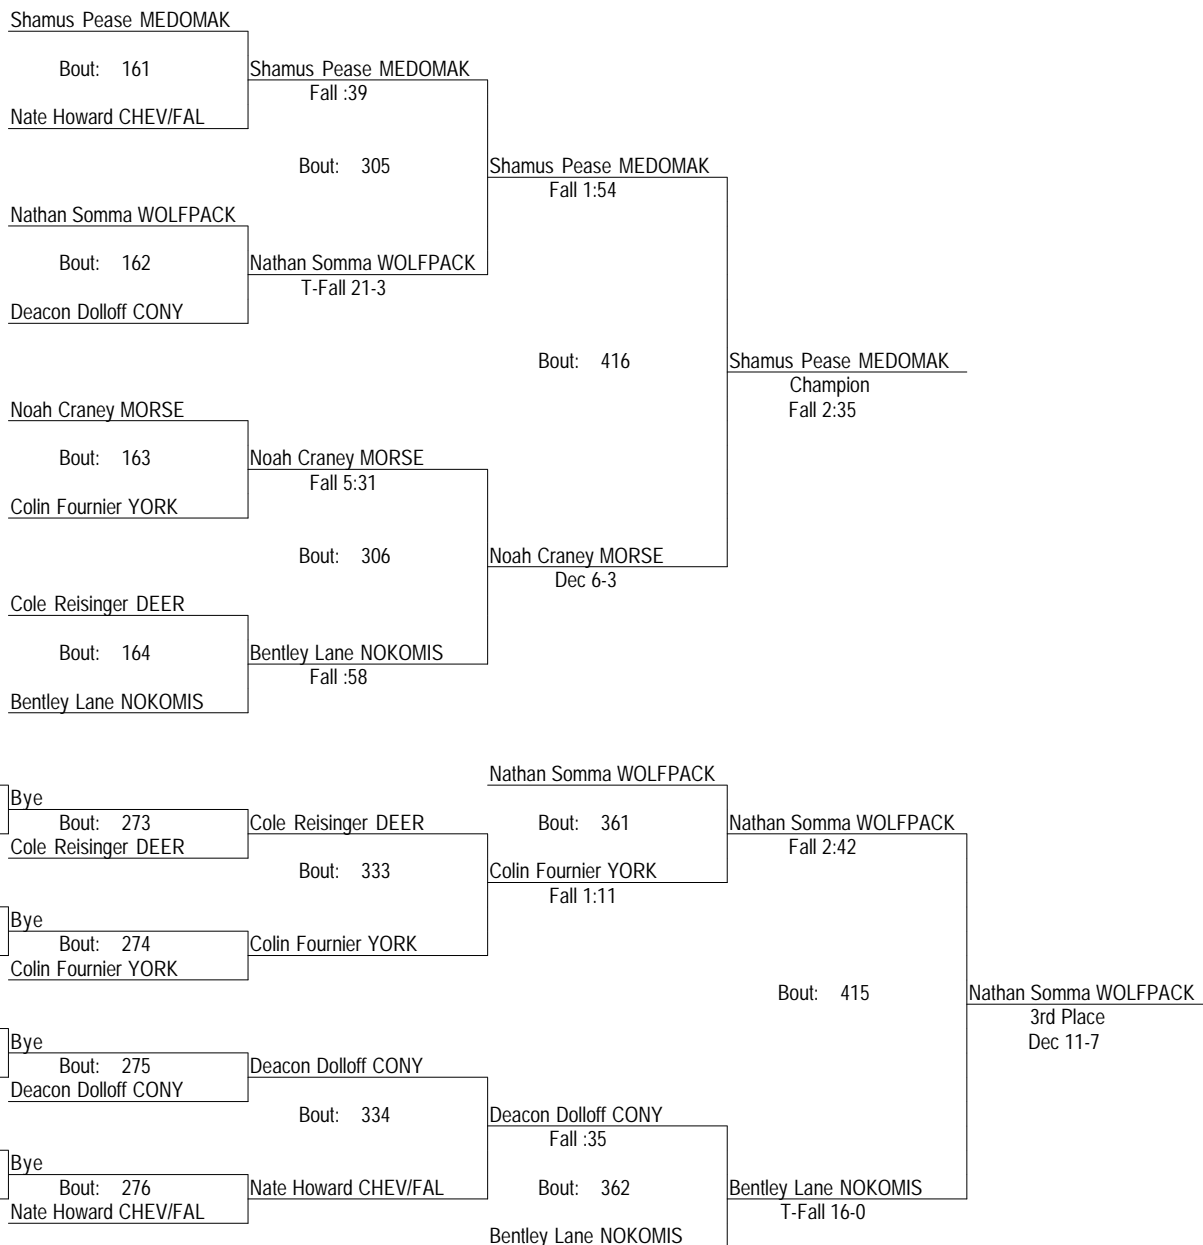 Shamus Pease MEDOMAK
Bout: 161
Shamus Pease MEDOMAK
Fall :39
Nate Howard CHEV/FAL
Bout: 305
Shamus Pease MEDOMAK
Fall 1:54
Nathan Somma WOLFPACK
Bout: 162
Nathan Somma WOLFPACK
T-Fall 21-3
Deacon Dolloff CONY
Bout: 416
Shamus Pease MEDOMAK
Champion
Fall 2:35
Noah Craney MORSE
Bout: 163
Noah Craney MORSE
Fall 5:31
Colin Fournier YORK
Bout: 306
Noah Craney MORSE
Dec 6-3
Cole Reisinger DEER
Bout: 164
Bentley Lane NOKOMIS
Fall :58
Bentley Lane NOKOMIS
Nathan Somma WOLFPACK
Bye
Bout: 273
Cole Reisinger DEER
Cole Reisinger DEER
Bout: 361
Nathan Somma WOLFPACK
Fall 2:42
Bout: 333
Colin Fournier YORK
Fall 1:11
Bye
Bout: 274
Colin Fournier YORK
Colin Fournier YORK
Bout: 415
Nathan Somma WOLFPACK
3rd Place
Dec 11-7
Bye
Bout: 275
Deacon Dolloff CONY
Deacon Dolloff CONY
Bout: 334
Deacon Dolloff CONY
Fall :35
Bye
Bout: 276
Nate Howard CHEV/FAL
Nate Howard CHEV/FAL
Bout: 362
Bentley Lane NOKOMIS
T-Fall 16-0
Bentley Lane NOKOMIS